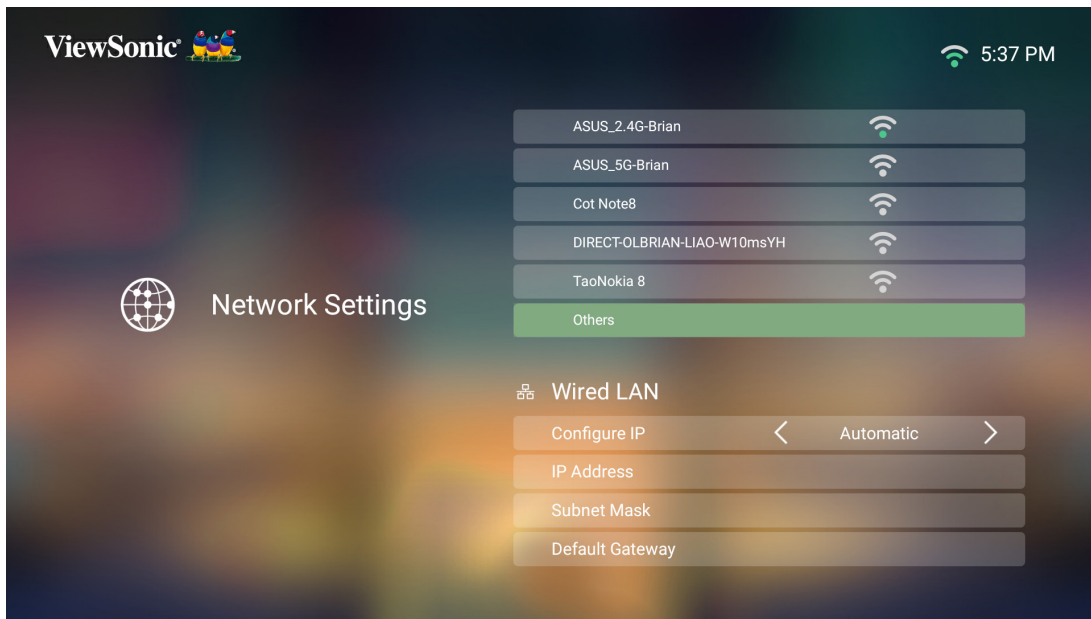 ViewSonic
5:37 PM
ASUS_2.4G-Brian
ASUS_5G-Brian
Cot Note8
DIRECT-OLBRIAN-LIAO-W10msYH
TaoNokia 8
Others
Network Settings
Wired LAN
Configure IP < Automatic >
IP Address
Subnet Mask
Default Gateway